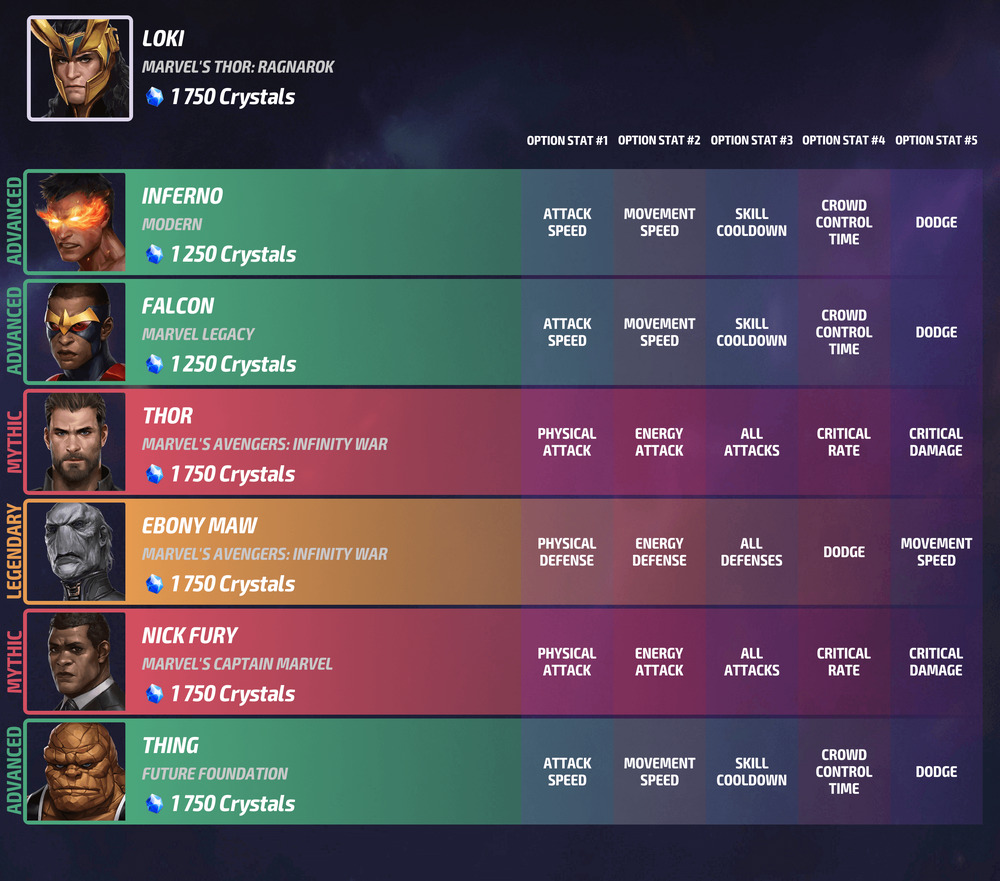 LOKI
MARVEL'S THOR: RAGNAROK
1 750 Crystals
OPTION STAT #1 OPTION STAT #2 OPTION STAT #3 OPTION STAT #4 OPTION STAT #5
ADVANCED
INFERNO
MODERN
1 250 Crystals
ATTACK
SPEED
MOVEMENT
SPEED
SKILL
COOLDOWN
CROWD
CONTROL
TIME
DODGE
ADVANCED
FALCON
MARVEL LEGACY
1 250 Crystals
ATTACK
SPEED
MOVEMENT
SPEED
SKILL
COOLDOWN
CROWD
CONTROL
TIME
DODGE
MYTHIC
THOR
MARVEL'S AVENGERS: INFINITY WAR
1 750 Crystals
PHYSICAL
ATTACK
ENERGY
ATTACK
ALL
ATTACKS
CRITICAL
RATE
CRITICAL
DAMAGE
LEGENDARY
EBONY MAW
MARVEL'S AVENGERS: INFINITY WAR
1 750 Crystals
PHYSICAL
DEFENSE
ENERGY
DEFENSE
ALL
DEFENSES
DODGE
MOVEMENT
SPEED
MYTHIC
NICK FURY
MARVEL'S CAPTAIN MARVEL
1 750 Crystals
PHYSICAL
ATTACK
ENERGY
ATTACK
ALL
ATTACKS
CRITICAL
RATE
CRITICAL
DAMAGE
ADVANCED
THING
FUTURE FOUNDATION
1 750 Crystals
ATTACK
SPEED
MOVEMENT
SPEED
SKILL
COOLDOWN
CROWD
CONTROL
TIME
DODGE